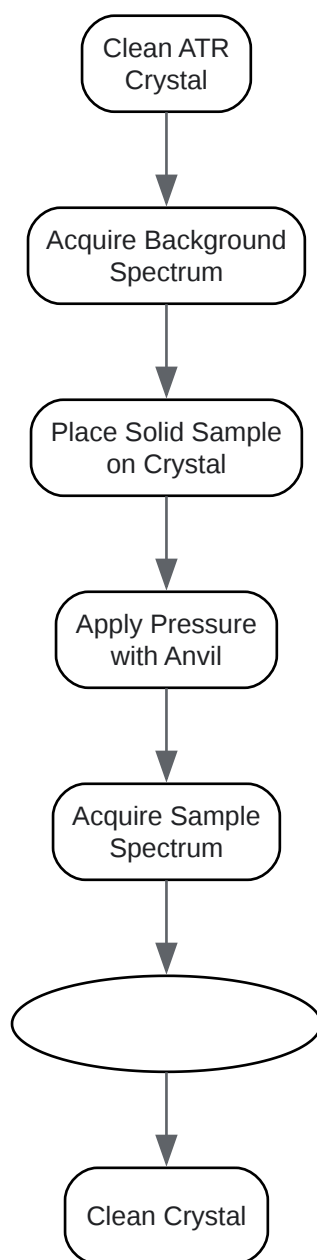 Clean ATR
Crystal
Acquire Background
Spectrum
Place Solid Sample
on Crystal
Apply Pressure
with Anvil
Acquire Sample
Spectrum
Clean Crystal